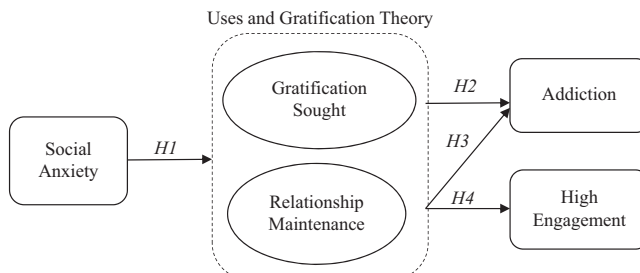 Uses and Gratification Theory
Gratification
Sought
H2
Addiction
Social
Anxiety
H1
H3
Relationship
Maintenance
H4
High
Engagement